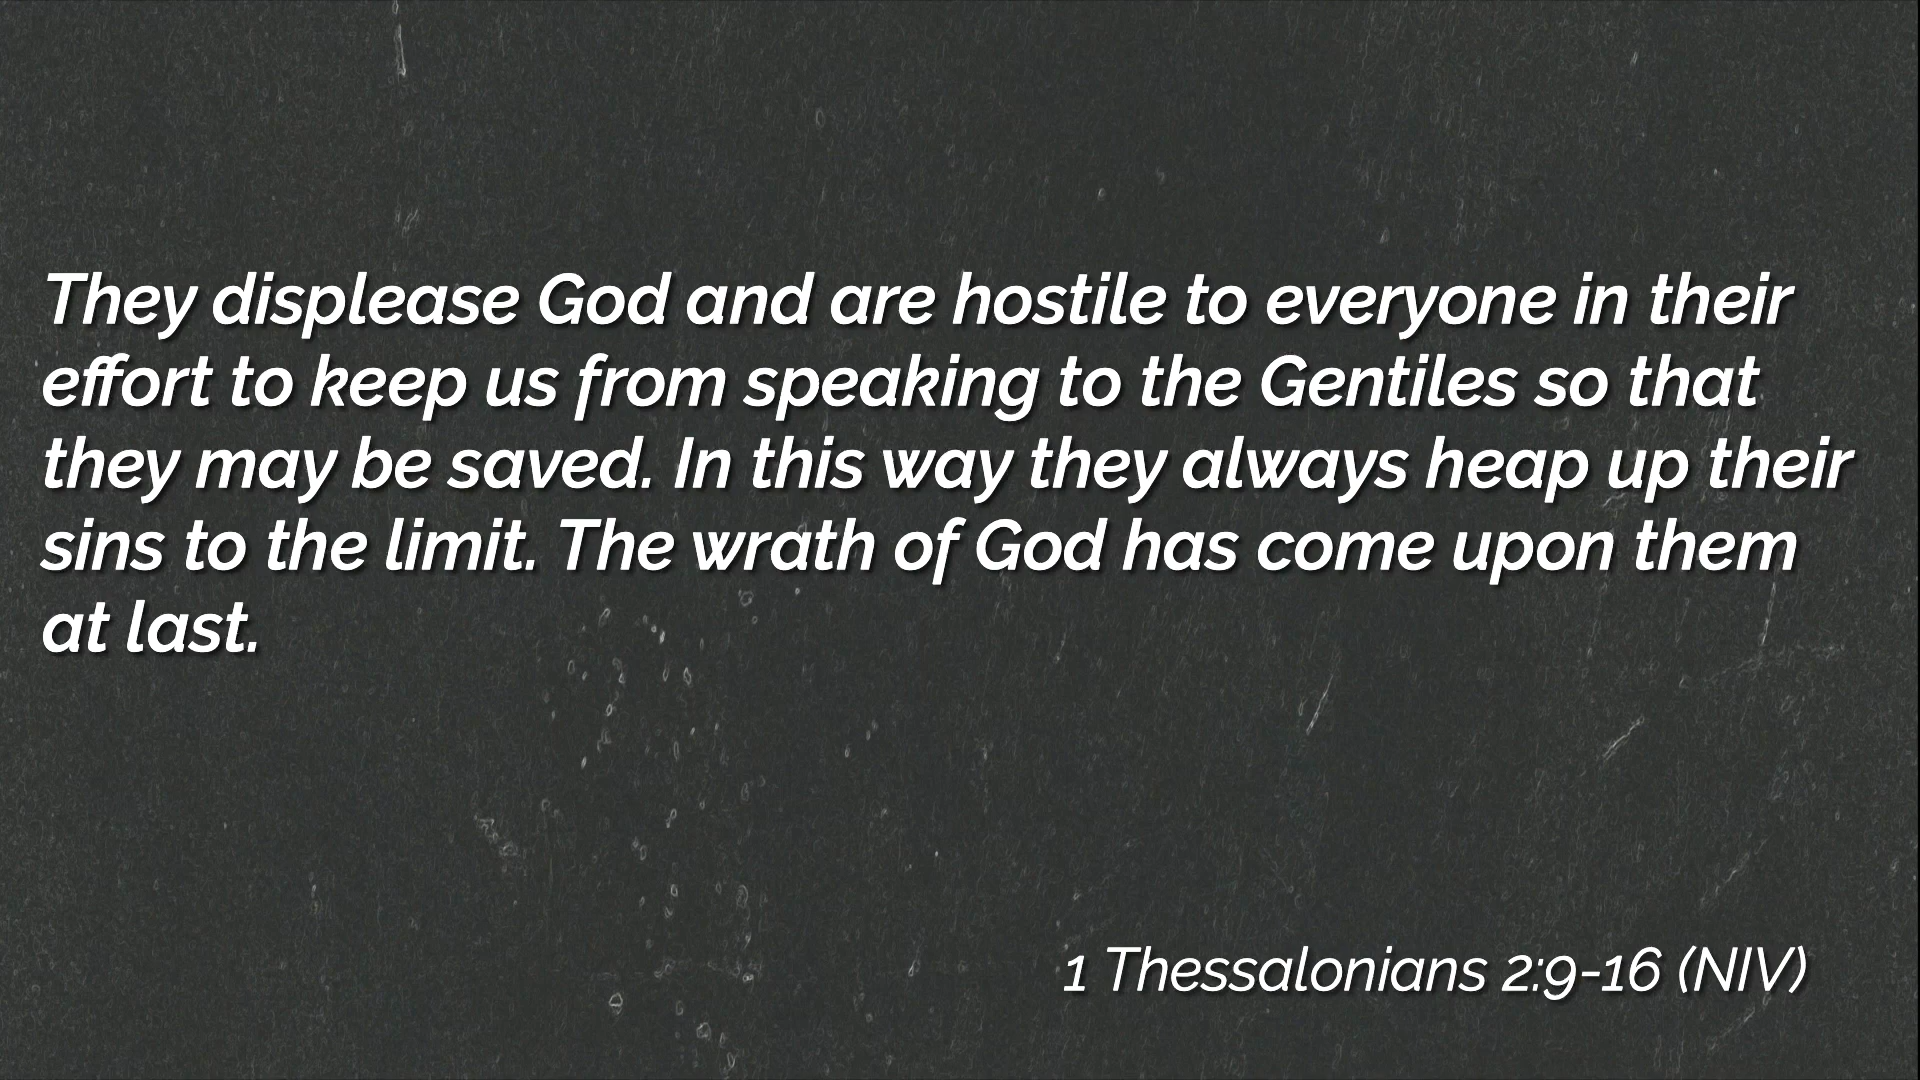 They displease God and are hostile to everyone in their
effort to keep us from speaking to the Gentiles so that
they may be saved. In this way they always heap up their
sins to the limit. The wrath of God has come upon them
at last.
1 Thessalonians 2:9-16 (NIV)